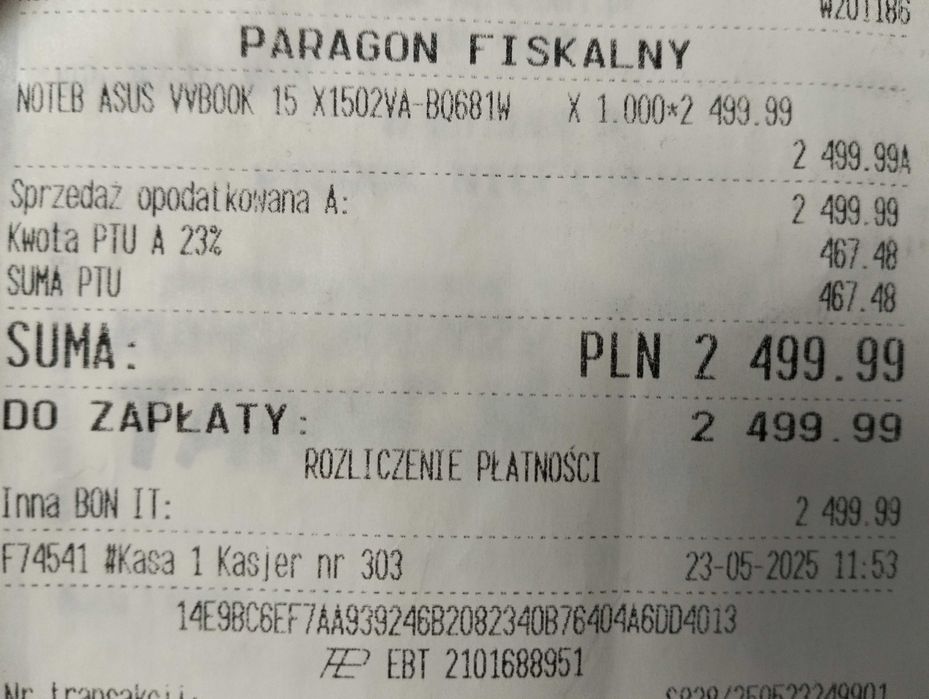 W201186
PARAGON FISKALNY
NOTEB ASUS VVBOOK 15 X1502VA-BQ681W X 1.000*2 499.99
2 499.99A
Sprzedaż opodatkowana A: 2 499.99
Kwota PTU A 23% 467.48
SUMA PTU 467.48
SUMA: PLN 2 499.99
DO ZAPŁATY: 2 499.99
ROZLICZENIE PŁATNOŚCI
Inna BON IT: 2 499.99
F74541 #Kasa 1 Kasjer nr 303 23-05-2025 11:53
14E9BC6EF7AA939246B2082340B76404A6DD4013
EBT 2101688951
Nr transakcji: